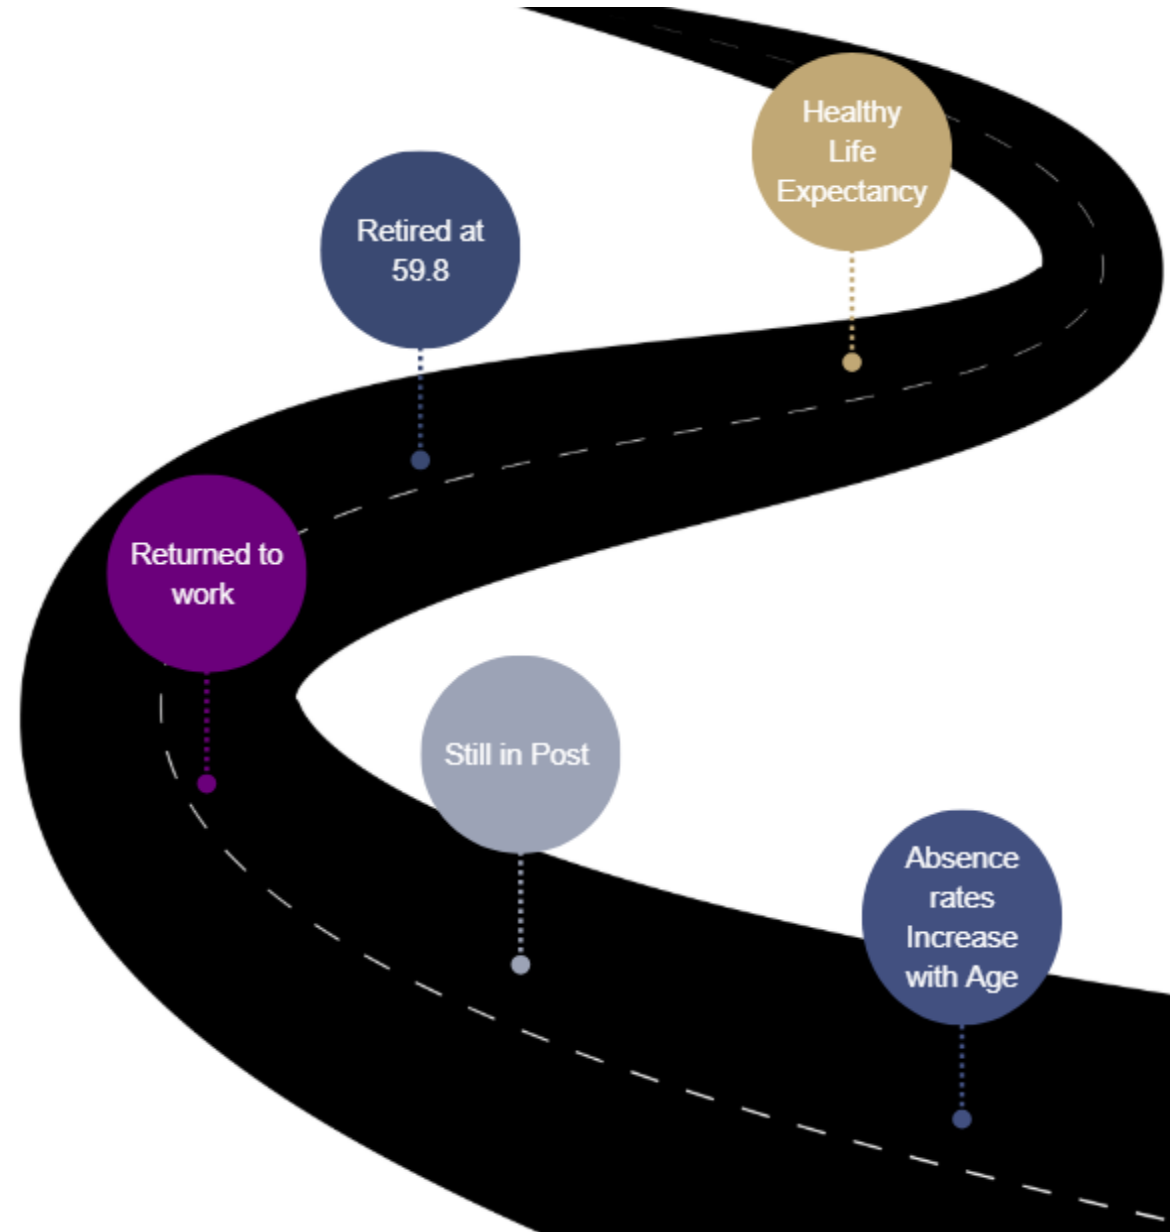 Healthy
Life
Expectancy
Retired at
59.8
Returned to
work
Still in Post
Absence
rates
Increase
with Age